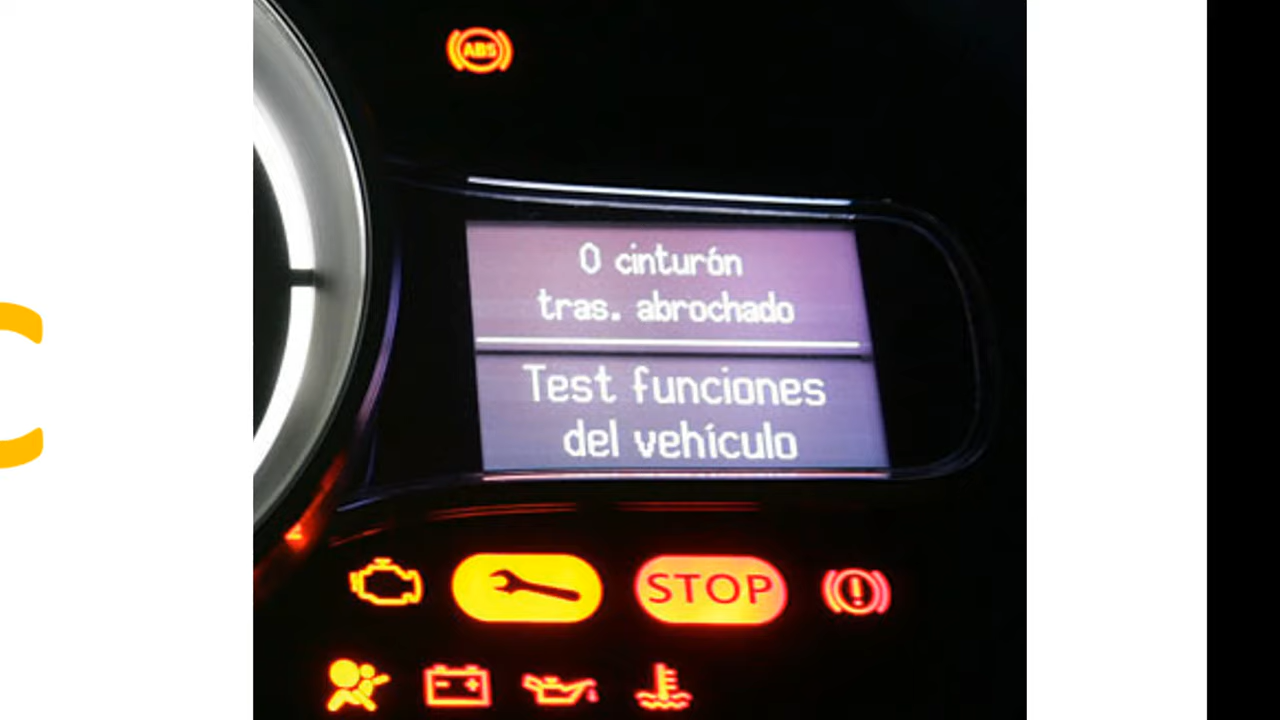 ABS
0 cinturón
tras. abrochado
Test funciones
del vehículo
STOP